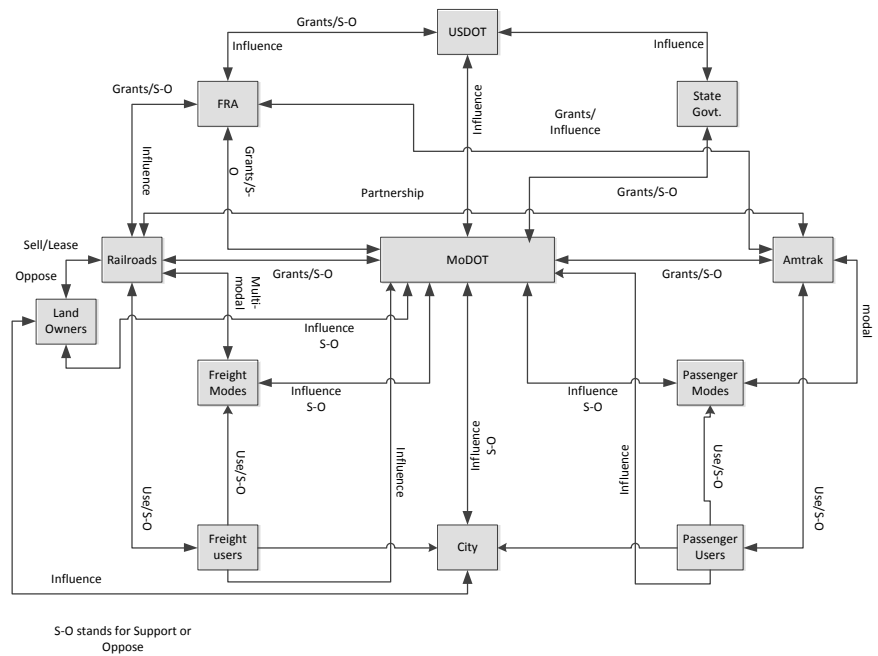 Grants/S-O
USDOT
Influence
Influence
Grants/S-O
FRA
State
Govt.
Influence
Grants/
Influence
Influence
Grants/S-
O
Grants/S-O
Partnership
Sell/Lease
Railroads
MoDOT
Amtrak
Oppose
Grants/S-O
Grants/S-O
Multi-
modal
Land
Owners
Influence
S-O
modal
Freight
Modes
Influence
S-O
Influence
S-O
Passenger
Modes
Use/S-O
Use/S-O
Influence
Influence
O-S
Influence
Use/S-O
Use/S-O
Freight
users
City
Passenger
Users
Influence
S-O stands for Support or
Oppose